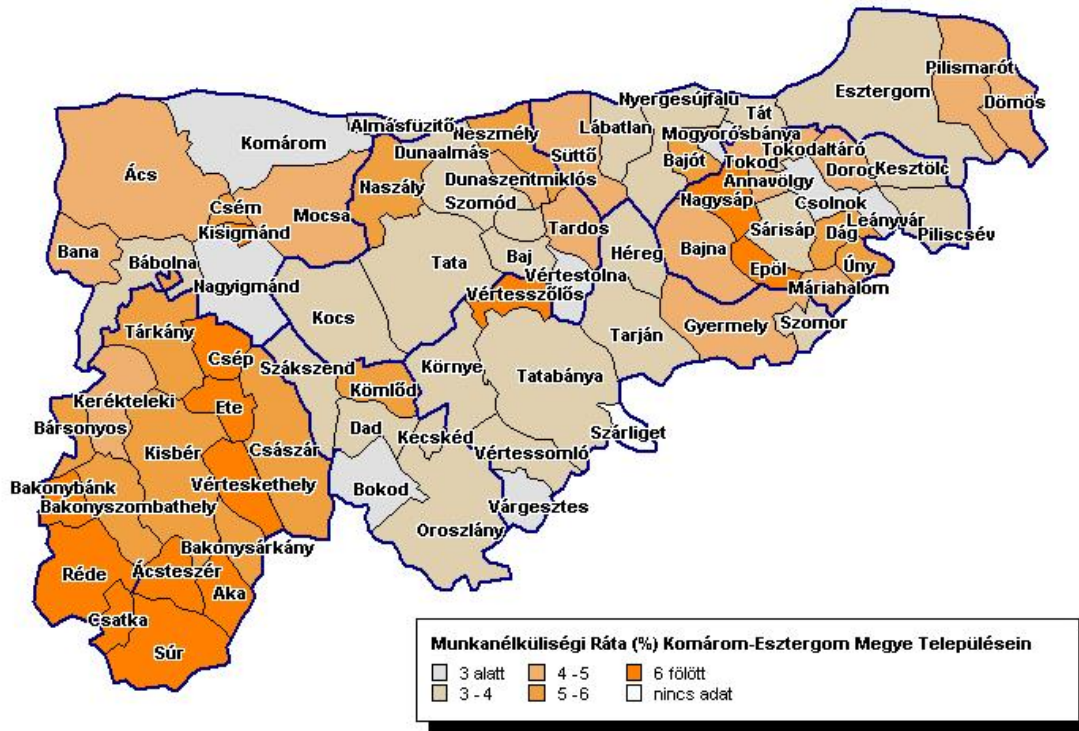 Pilismarót
Esztergom
Dömös
Nyergesújfalu
Tát
Almásfüzitő
Neszmély
Lábatlan
Mogyorósbánya
Komárom
Dunaalmás
Süttő
Bajót
Tokod
Tokodaltáró
Ács
Naszály
Dunaszentmiklós
Annavölgy
Dorog
Kesztölc
Csém
Mocsa
Szomód
Nagysáp
Csolnok
Kisigmánd
Tardos
Sárisáp
Leányvár
Bana
Bábolna
Tata
Baj
Héreg
Bajna
Dág
Piliscsév
Nagyigmánd
Vértestolna
Epöl
Úny
Vértesszőlős
Máriahalom
Tárkány
Kocs
Tarján
Gyermely
Szomor
Csép
Szákszend
Környe
Tatabánya
Kerékteleki
Ete
Kömlőd
Bársonyos
Dad
Kecskéd
Szárliget
Kisbér
Császár
Vértessomló
Bakonybánk
Vérteskethely
Bokod
Bakonyszombathely
Várgesztes
Oroszlány
Bakonysárkány
Réde
Ácsteszér
Aka
Csatka
Súr
Munkanélküliségi Ráta (%) Komárom-Esztergom Megye Településein
3 alatt
4 - 5
6 fölött
3 - 4
5 - 6
nincs adat